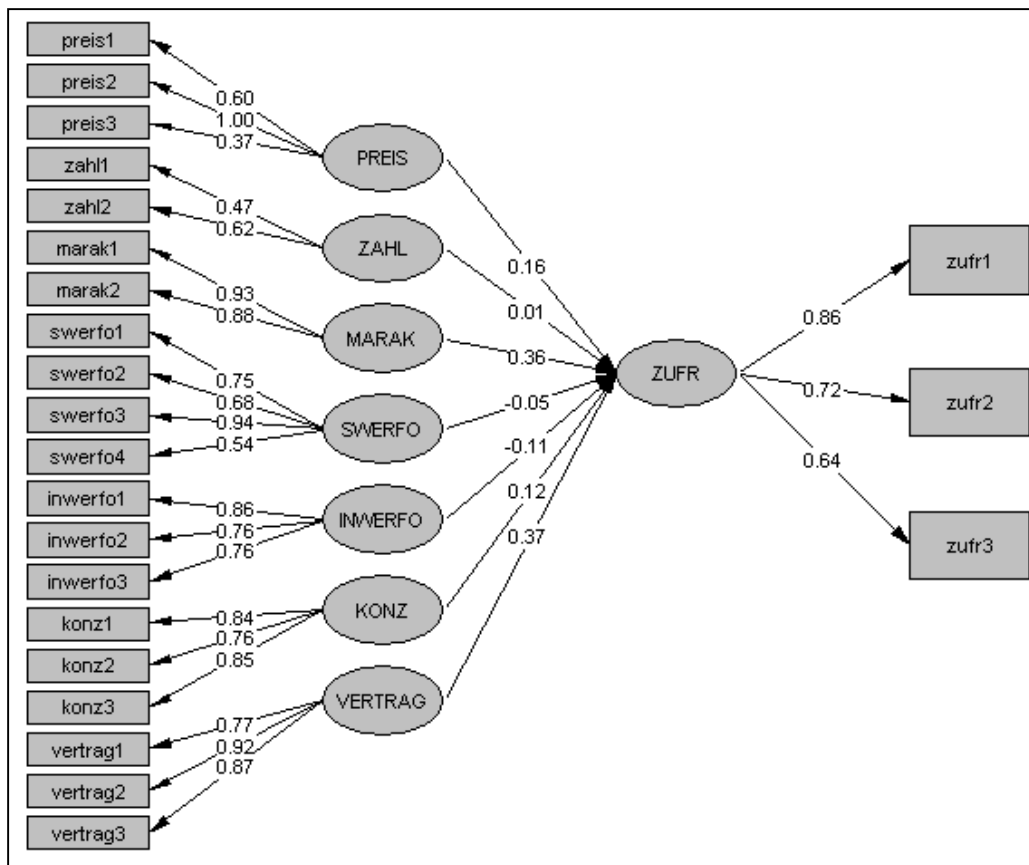 preis1
preis2
preis3
zahl1
zahl2
marak1
marak2
swerfo1
swerfo2
swerfo3
swerfo4
inwerfo1
inwerfo2
inwerfo3
konz1
konz2
konz3
vertrag1
vertrag2
vertrag3
0.60
1.00
0.37
0.47
0.62
0.93
0.88
0.75
0.68
0.94
0.54
0.86
0.76
0.76
0.84
0.76
0.85
0.77
0.92
0.87
PREIS
ZAHL
MARAK
SWERFO
INWERFO
KONZ
VERTRAG
0.16
0.01
0.36
-0.05
-0.11
0.12
0.37
ZUFR
0.86
0.72
0.64
zufr1
zufr2
zufr3